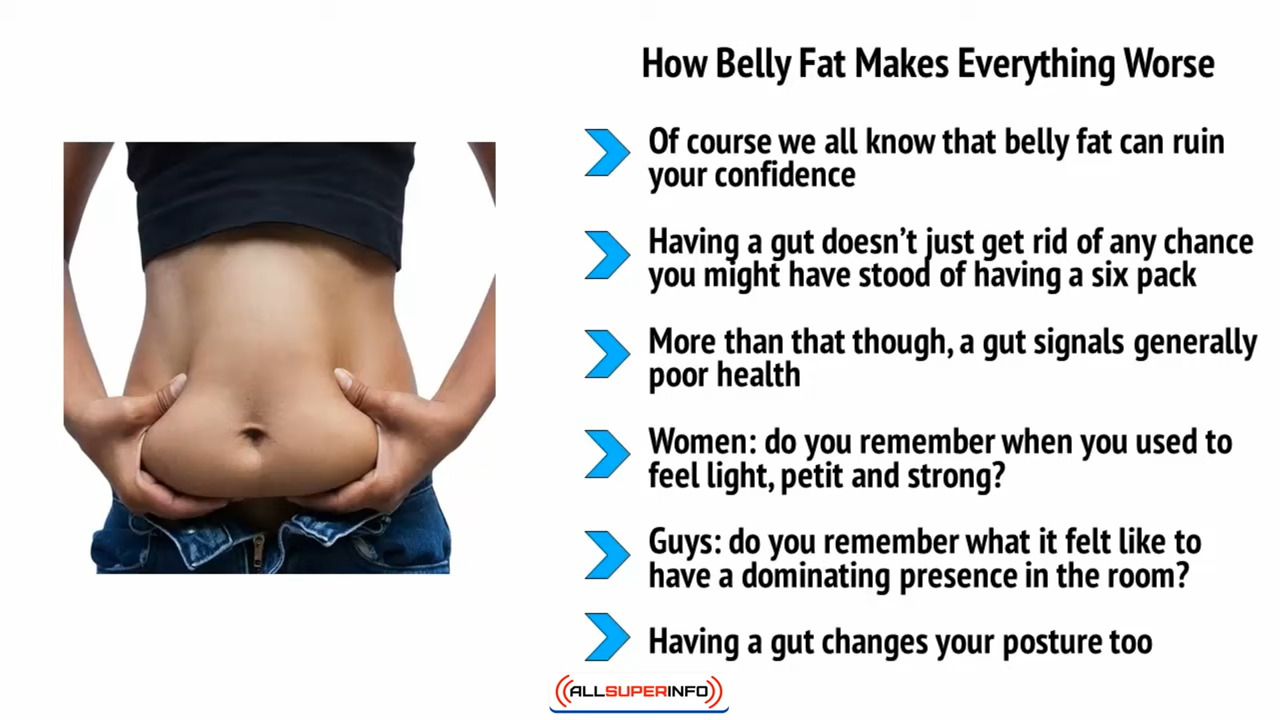 How Belly Fat Makes Everything Worse
Of course we all know that belly fat can ruin
your confidence
Having a gut doesn’t just get rid of any chance
you might have stood of having a six pack
More than that though, a gut signals generally
poor health
Women: do you remember when you used to
feel light, petit and strong?
Guys: do you remember what it felt like to
have a dominating presence in the room?
Having a gut changes your posture too
ALLSUPERINFO